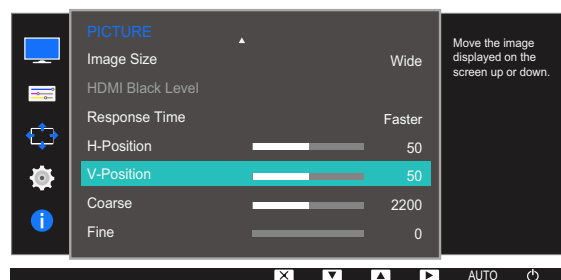 PICTURE
Image Size Wide
HDMI Black Level
Response Time Faster
H-Position 50
V-Position 50
Coarse 2200
Fine 0
Move the image
displayed on the
screen up or down.
AUTO